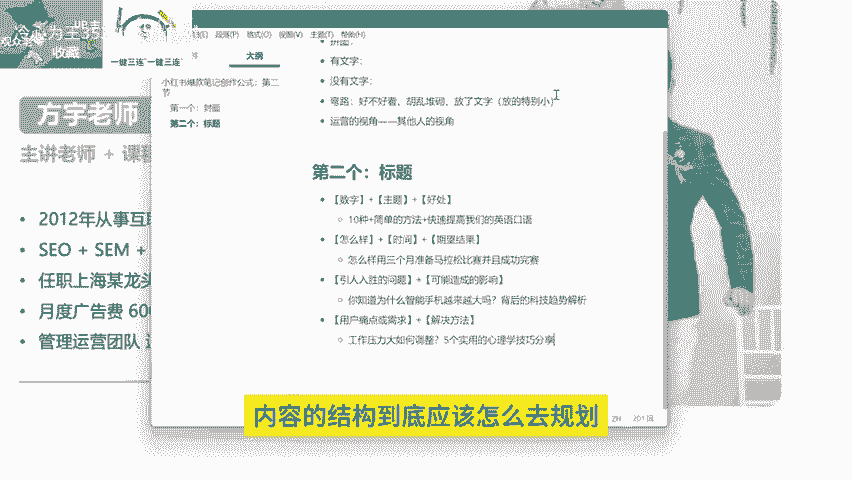 收藏
一键三连
一键三连
段落(P) 格式(O) 视图(V) 主题(T) 帮助(H)
大纲
小红书爆款笔记创作公式：第二节
第一个：封面
第二个：标题
拼图：
有文字：
没有文字：
弯路：好不好看、胡乱堆砌、放了文字（放的特别小）
运营的视角——其他人的视角
第二个：标题
【数字】+【主题】+【好处】
10种+简单的方法+快速提高我们的英语口语
【怎么样】+【时间】+【期望结果】
怎么样用三个月准备马拉松比赛并且成功完赛
【引人入胜的问题】+【可能造成的影响】
你知道为什么智能手机越来越大吗？背后的科技趋势解析
【用户痛点或需求】+【解决方法】
工作压力大如何调整？5个实用的心理学技巧分享
方宇老师
主讲老师 + 课程
2012年从事互联
SEO + SEM +
任职上海某龙头
月度广告费 600
管理运营团队
内容的结构到底应该怎么去规划